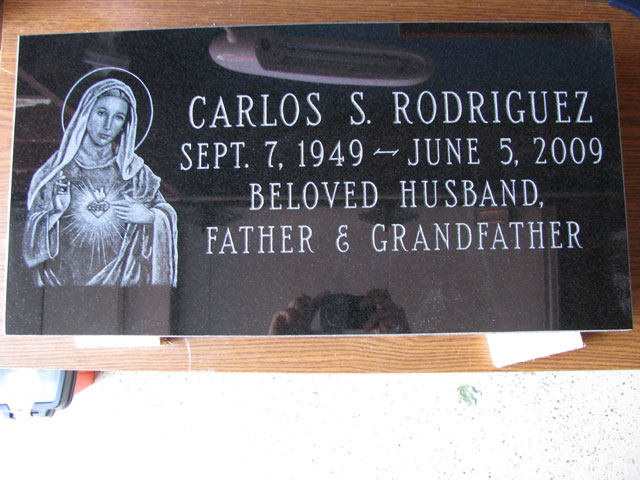 CARLOS S. RODRIGUEZ
SEPT. 7, 1949 ~ JUNE 5, 2009
BELOVED HUSBAND,
FATHER & GRANDFATHER